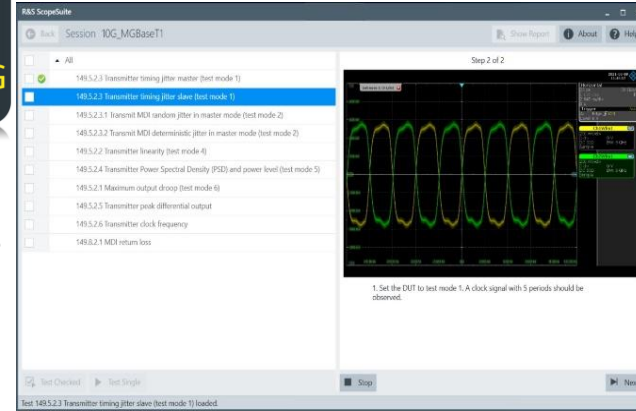 R&S ScopeSuite
Back Session 10G_MGBaseT1 Show Report About Help
All
149.5.2.3 Transmitter timing jitter master (test mode 1)
149.5.2.3 Transmitter timing jitter slave (test mode 1)
149.5.2.3.1 Transmit MDI random jitter in master mode (test mode 2)
149.5.2.3.2 Transmit MDI deterministic jitter in master mode (test mode 2)
149.5.2.2 Transmitter linearity (test mode 4)
149.5.2.4 Transmitter Power Spectral Density (PSD) and power level (test mode 5)
149.5.2.1 Maximum output droop (test mode 6)
149.5.2.5 Transmitter peak differential output
149.5.2.6 Transmitter clock frequency
149.8.2.1 MDI return loss
Test Checked Test Single
Step 2 of 2
Horizontal
Trigger
1. Set the DUT to test mode 1. A clock signal with 5 periods should be
observed.
Stop
Test 149.5.2.3 Transmitter timing jitter slave (test mode 1) loaded.